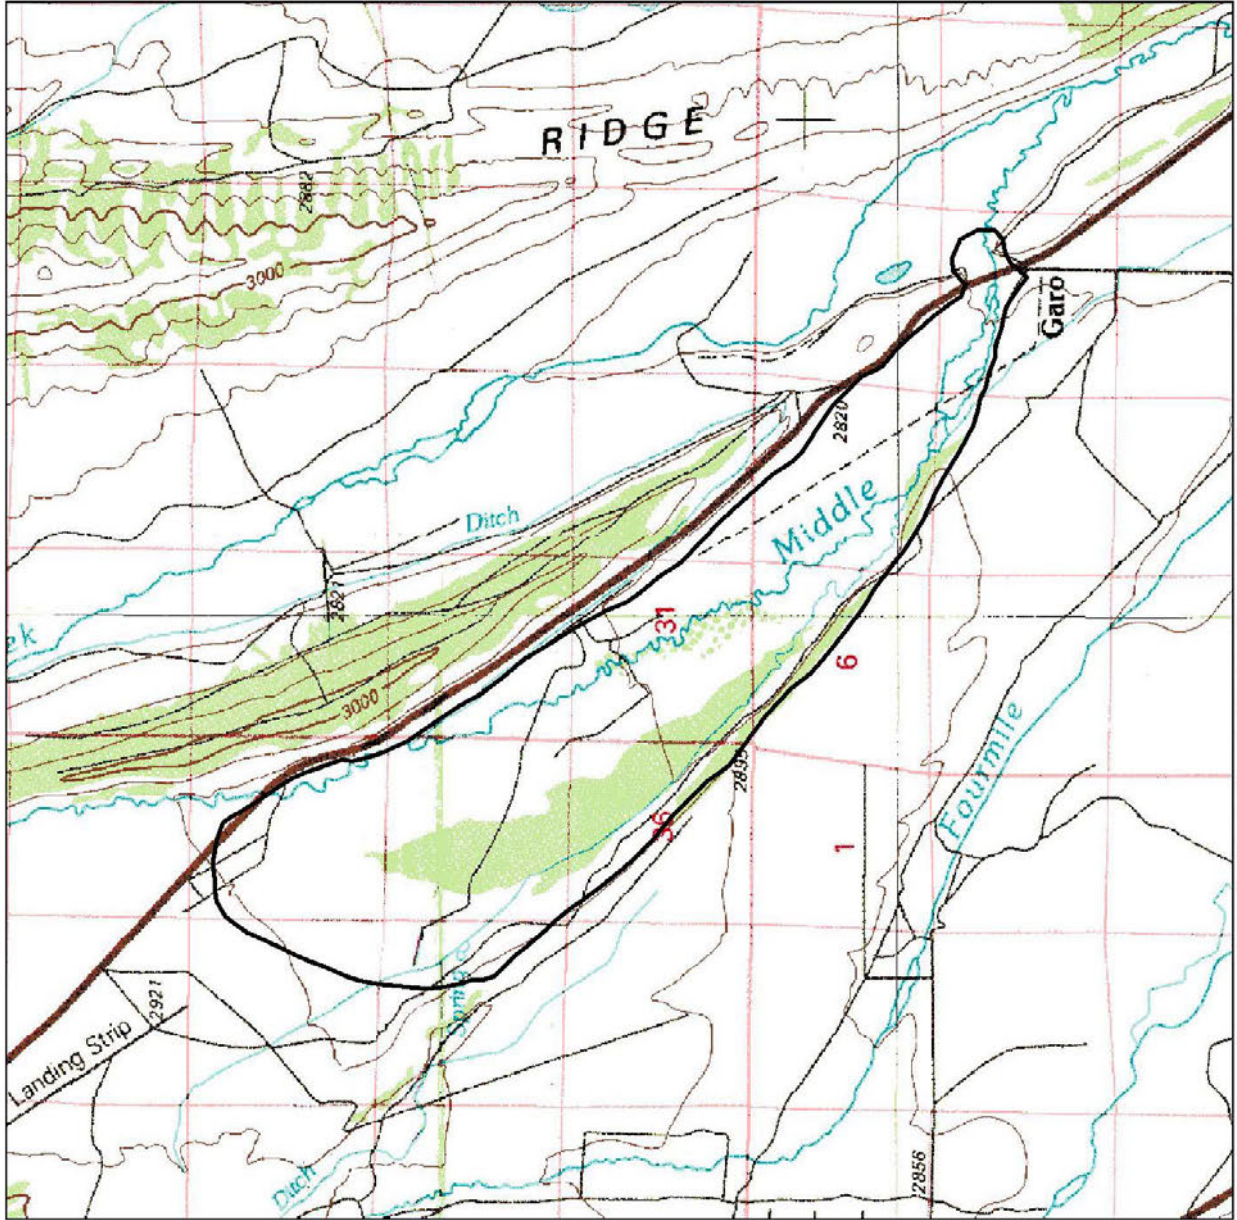 RIDGE
2882
3000
Garo
2820
Ditch
Middle
2827
ek
31
6
3000
Fourmile
2895
36
1
Spring
2921
Landing Strip
Ditch
2856